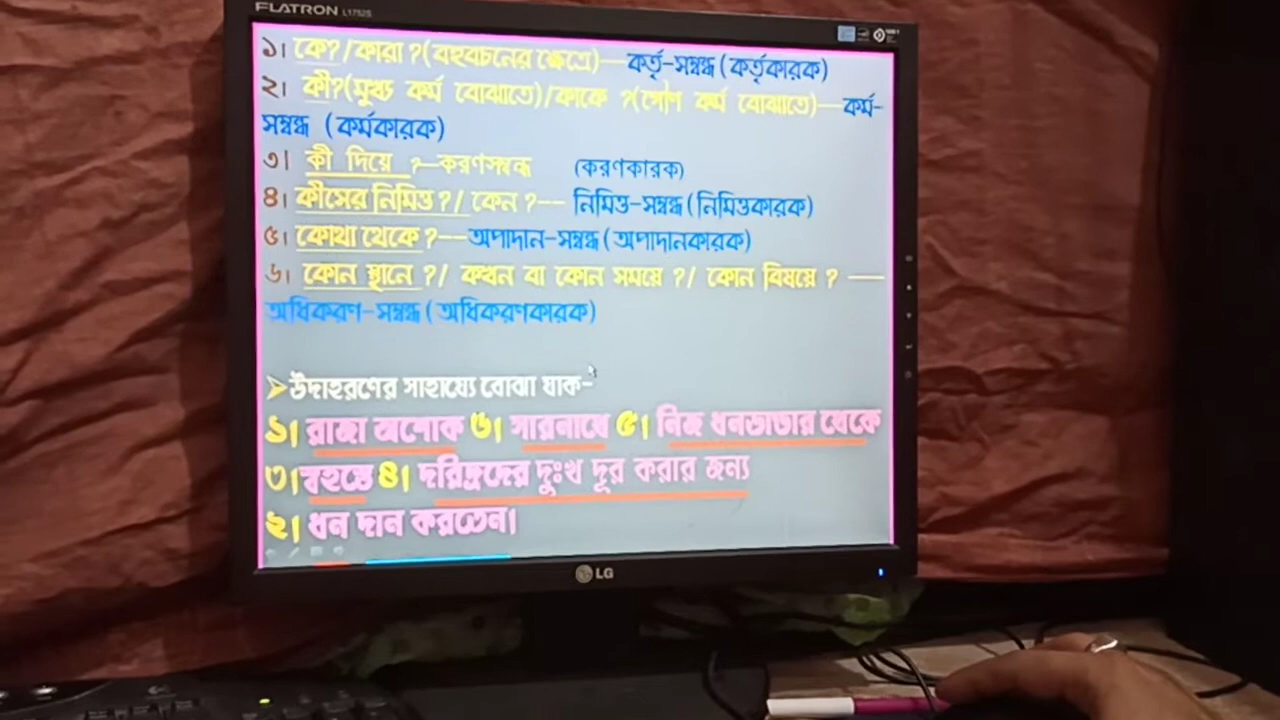 FLATRON L1752S
১। কে?/কারা ?(বহুবচনের ক্ষেত্রে)—কর্তৃ-সম্বন্ধ (কর্তৃকারক)
২। কী?(মুখ্য কর্ম বোঝাতে)/কাকে ?(গৌণ কর্ম বোঝাতে)—কর্ম-
সম্বন্ধ (কর্মকারক)
৩। কী দিয়ে ?—করণসম্বন্ধ (করণকারক)
৪। কীসের নিমিত্ত ?/ কেন ?— নিমিত্ত-সম্বন্ধ (নিমিত্তকারক)
৫। কোথা থেকে ?—অপাদান-সম্বন্ধ (অপাদানকারক)
৬। কোন স্থানে ?/ কখন বা কোন সময়ে ?/ কোন বিষয়ে ? —
অধিকরণ-সম্বন্ধ (অধিকরণকারক)
➢উদাহরণের সাহায্যে বোঝা যাক-
১। রাজা অশোক ৬। সারনাথে ৫। নিজ ধনভান্ডার থেকে
৩।স্বহস্তে ৪। দরিদ্রদের দুঃখ দূর করার জন্য
২। ধন দান করতেন।
LG